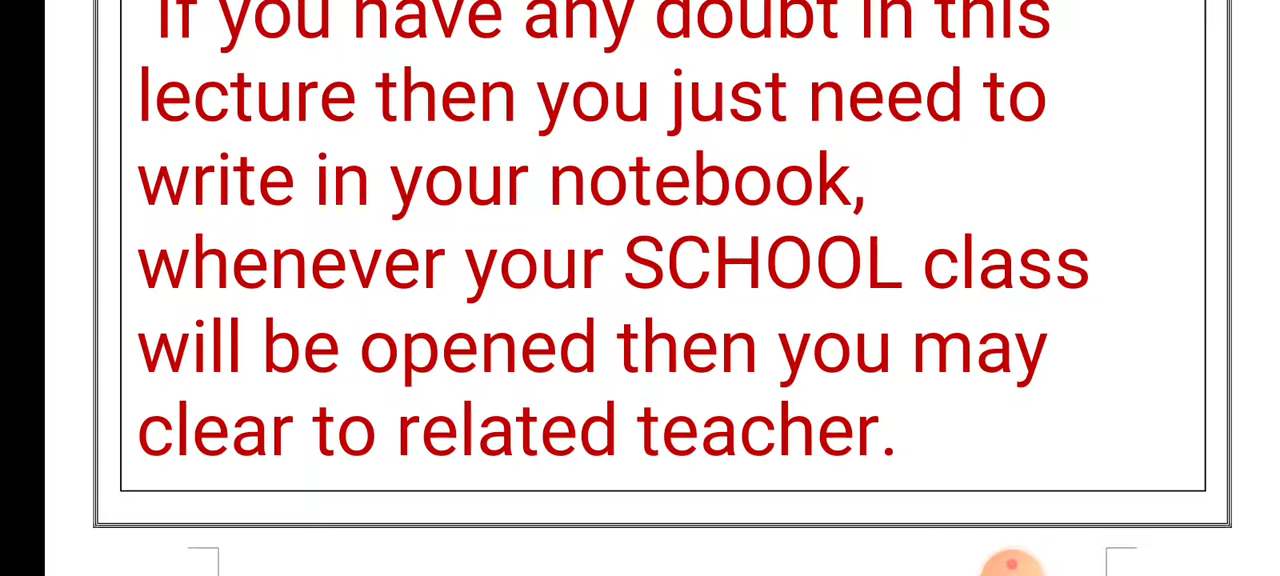 If you have any doubt in this
lecture then you just need to
write in your notebook,
whenever your SCHOOL class
will be opened then you may
clear to related teacher.